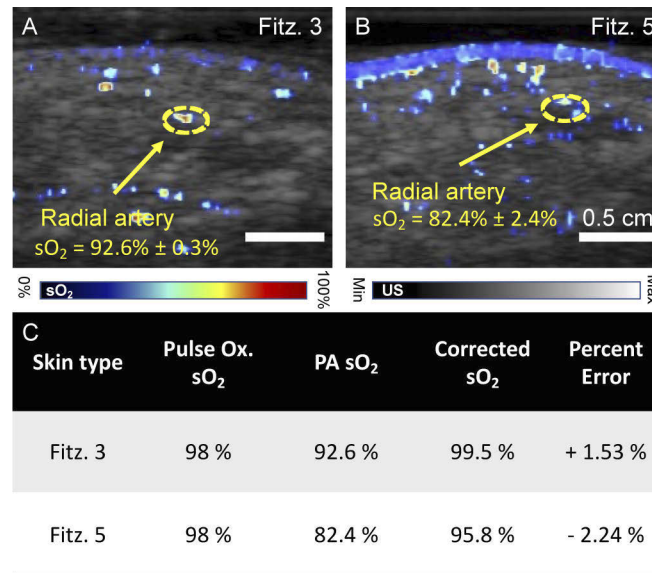 A
Fitz. 3
Radial artery
sO₂ = 92.6% ± 0.3%
B
Fitz. 5
Radial artery
sO₂ = 82.4% ± 2.4%
0.5 cm
0%
sO₂
100%
Min
US
Max
C
Skin type Pulse Ox. sO₂ PA sO₂ Corrected sO₂ Percent Error
Fitz. 3 98 % 92.6 % 99.5 % + 1.53 %
Fitz. 5 98 % 82.4 % 95.8 % - 2.24 %